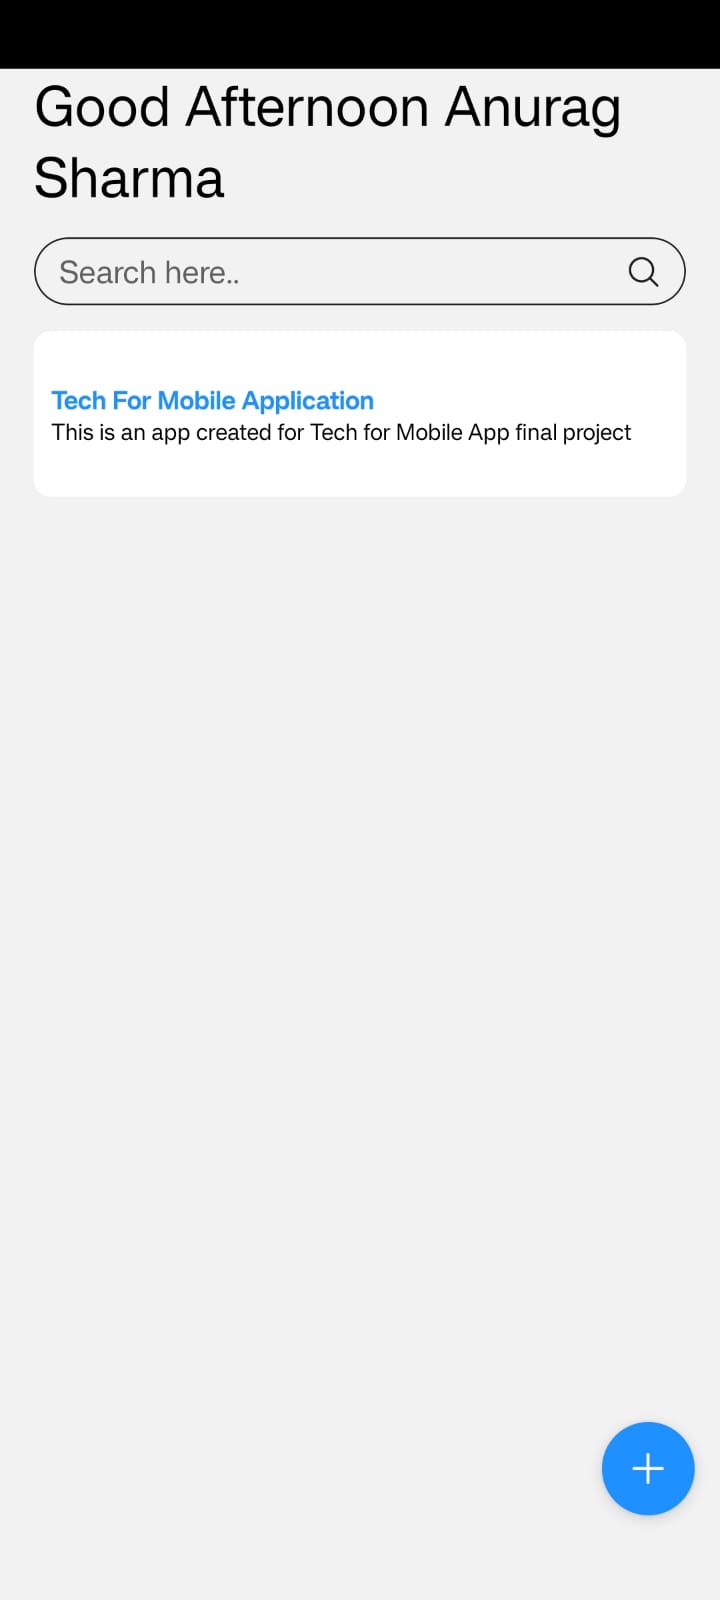 Good Afternoon Anurag
Sharma
Search here..
Tech For Mobile Application
This is an app created for Tech for Mobile App final project